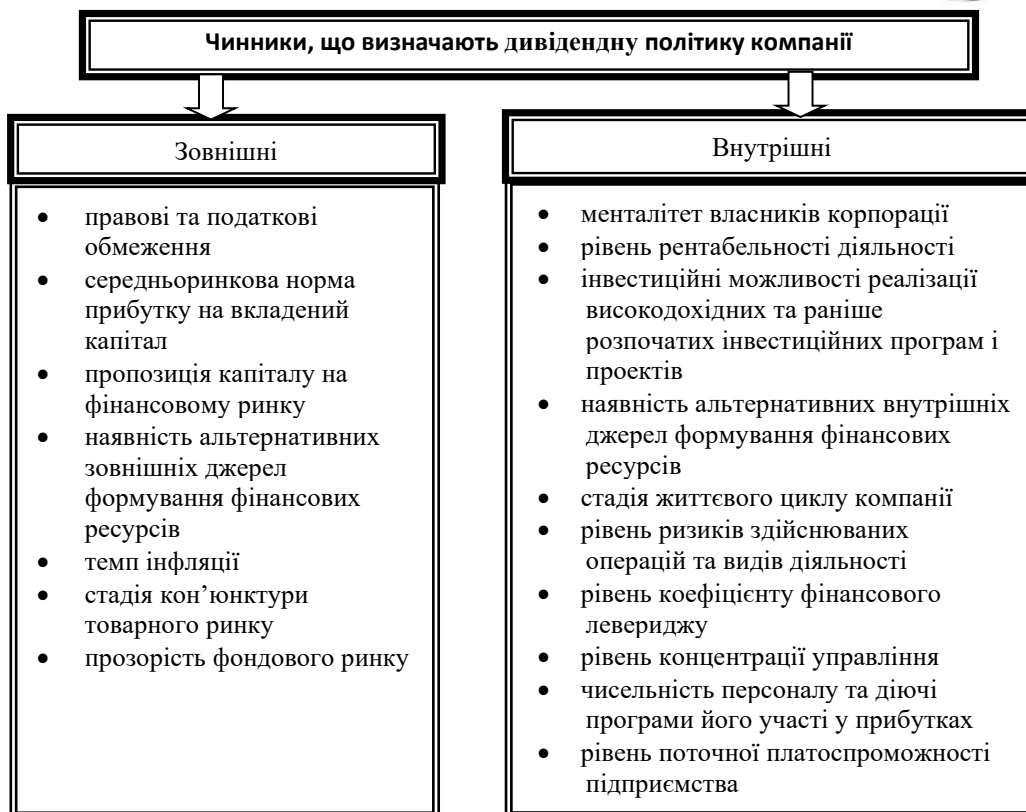 Чинники, що визначають дивідендну політику компанії
Зовнішні
• правові та податкові
обмеження
• середньоринкова норма
прибутку на вкладений
капітал
• пропозиція капіталу на
фінансовому ринку
• наявність альтернативних
зовнішніх джерел
формування фінансових
ресурсів
• темп інфляції
• стадія кон’юнктури
товарного ринку
• прозорість фондового ринку
Внутрішні
• менталітет власників корпорації
• рівень рентабельності діяльності
• інвестиційні можливості реалізації
високодохідних та раніше
розпочатих інвестиційних програм і
проектів
• наявність альтернативних внутрішніх
джерел формування фінансових
ресурсів
• стадія життєвого циклу компанії
• рівень ризиків здійснюваних
операцій та видів діяльності
• рівень коефіцієнту фінансового
левериджу
• рівень концентрації управління
• чисельність персоналу та діючі
програми його участі у прибутках
• рівень поточної платоспроможності
підприємства